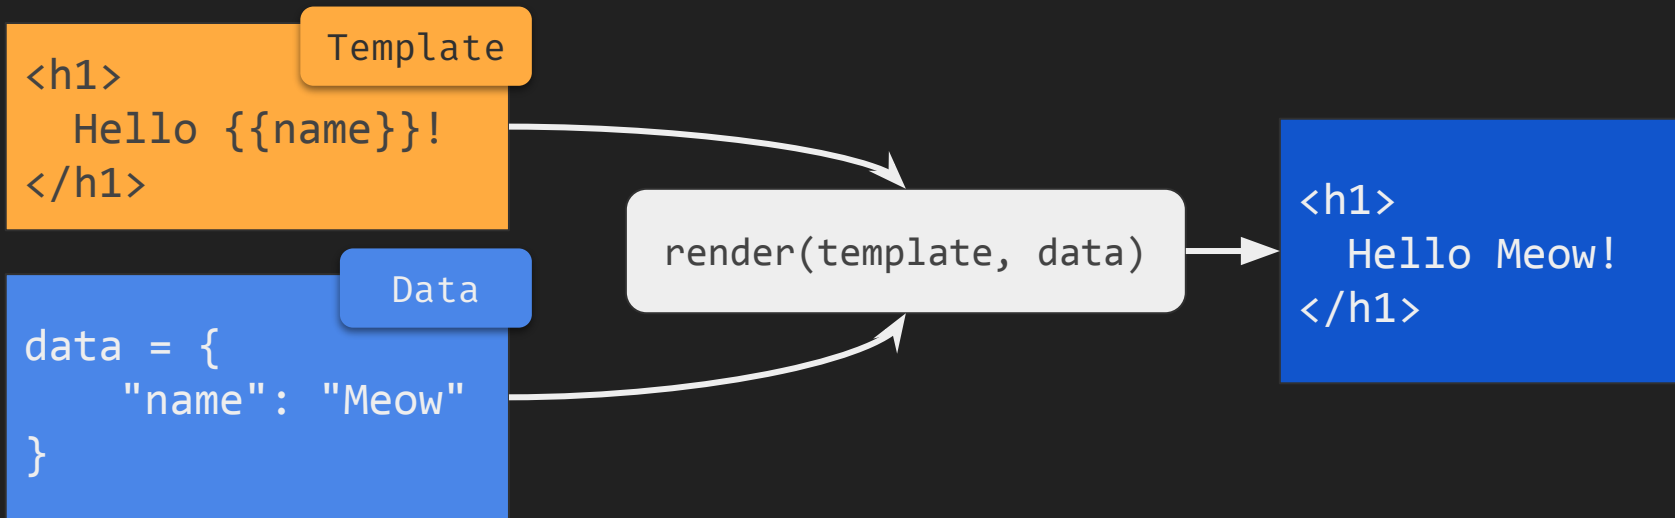 Template
<h1>
  Hello {{name}}!
</h1>
Data
data = {
    "name": "Meow"
}
render(template, data)
<h1>
  Hello Meow!
</h1>